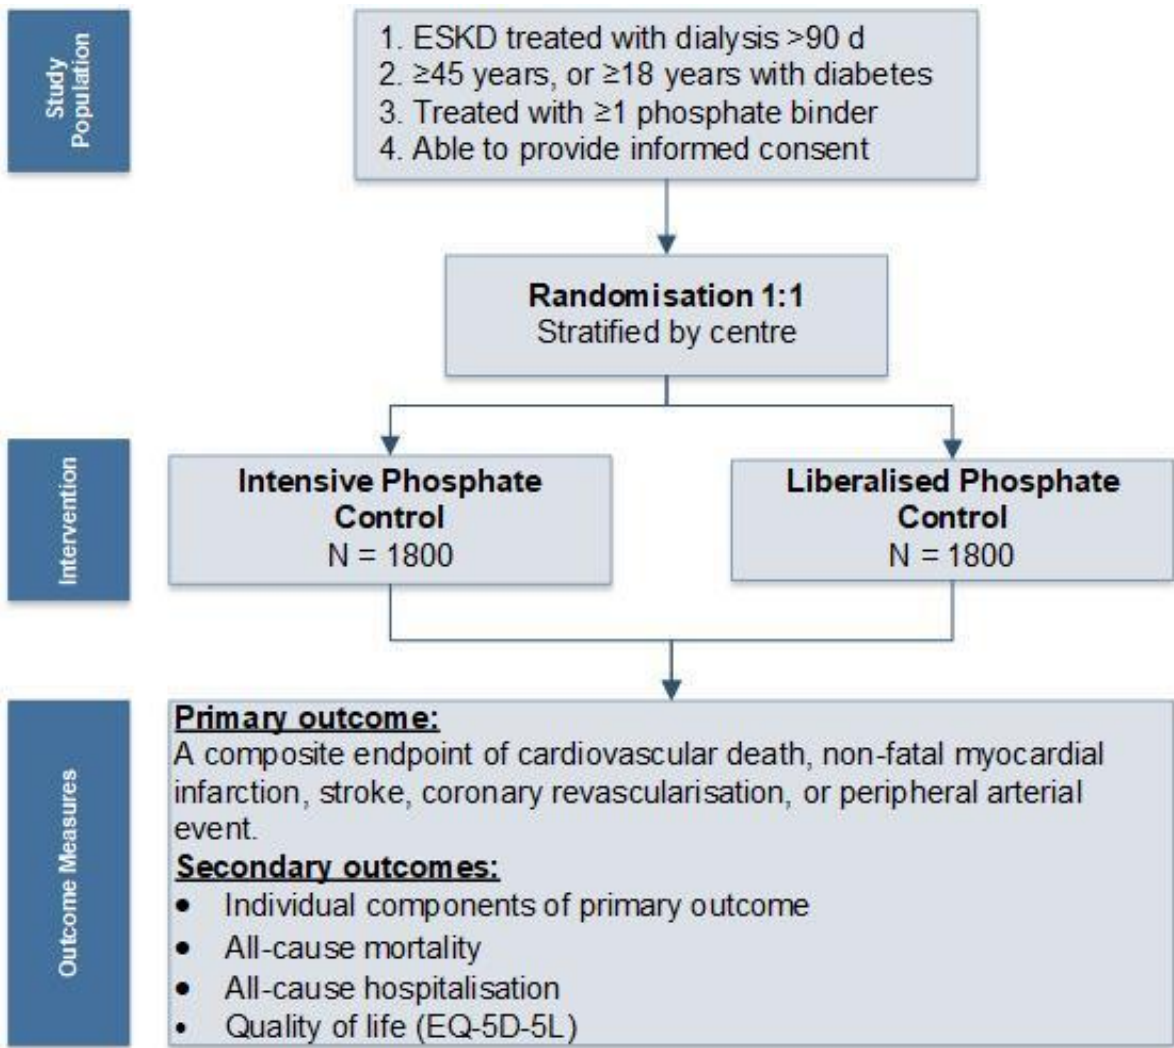 Study
Population
1. ESKD treated with dialysis >90 d
2. ≥45 years, or ≥18 years with diabetes
3. Treated with ≥1 phosphate binder
4. Able to provide informed consent
Randomisation 1:1
Stratified by centre
Intervention
Intensive Phosphate
Control
N = 1800
Liberalised Phosphate
Control
N = 1800
Outcome Measures
Primary outcome:
A composite endpoint of cardiovascular death, non-fatal myocardial
infarction, stroke, coronary revascularisation, or peripheral arterial
event.
Secondary outcomes:
• Individual components of primary outcome
• All-cause mortality
• All-cause hospitalisation
• Quality of life (EQ-5D-5L)